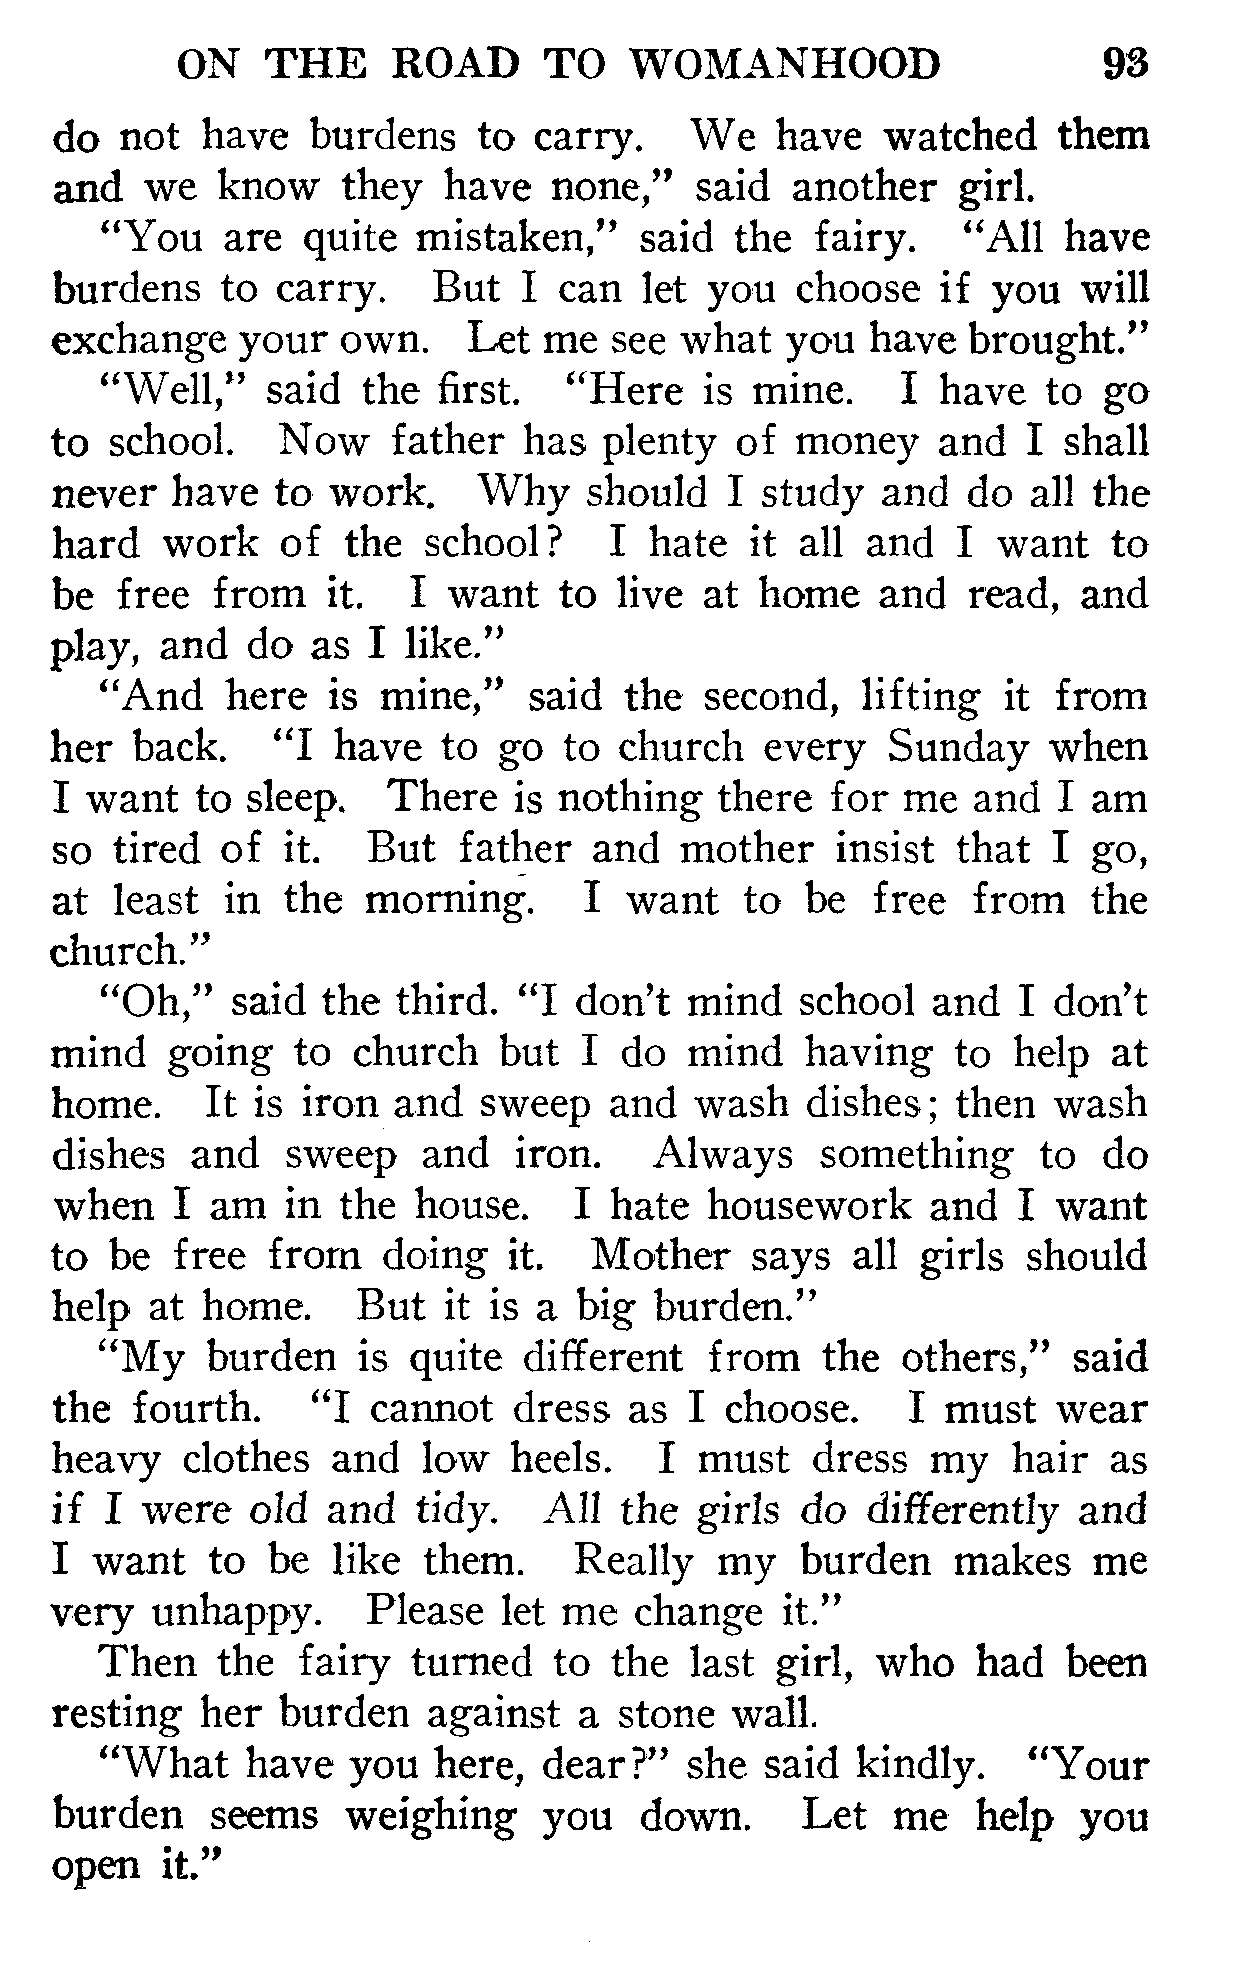 ON THE ROAD TO WOMANHOOD 93
do not have burdens to carry. We have watched them
and we know they have none,” said another girl.
“You are quite mistaken,” said the fairy. “All have
burdens to carry. But I can let you choose if you will
exchange your own. Let me see what you have brought.”
“Well,” said the first. “Here is mine. I have to go
to school. Now father has plenty of money and I shall
never have to work. Why should I study and do all the
hard work of the school? I hate it all and I want to
be free from it. I want to live at home and read, and
play, and do as I like.”
“And here is mine,” said the second, lifting it from
her back. “I have to go to church every Sunday when
I want to sleep. There is nothing there for me and I am
so tired of it. But father and mother insist that I go,
at least in the morning. I want to be free from the
church.”
“Oh,” said the third. “I don’t mind school and I don’t
mind going to church but I do mind having to help at
home. It is iron and sweep and wash dishes; then wash
dishes and sweep and iron. Always something to do
when I am in the house. I hate housework and I want
to be free from doing it. Mother says all girls should
help at home. But it is a big burden.”
“My burden is quite different from the others,” said
the fourth. “I cannot dress as I choose. I must wear
heavy clothes and low heels. I must dress my hair as
if I were old and tidy. All the girls do differently and
I want to be like them. Really my burden makes me
very unhappy. Please let me change it.”
Then the fairy turned to the last girl, who had been
resting her burden against a stone wall.
“What have you here, dear?” she said kindly. “Your
burden seems weighing you down. Let me help you
open it.”